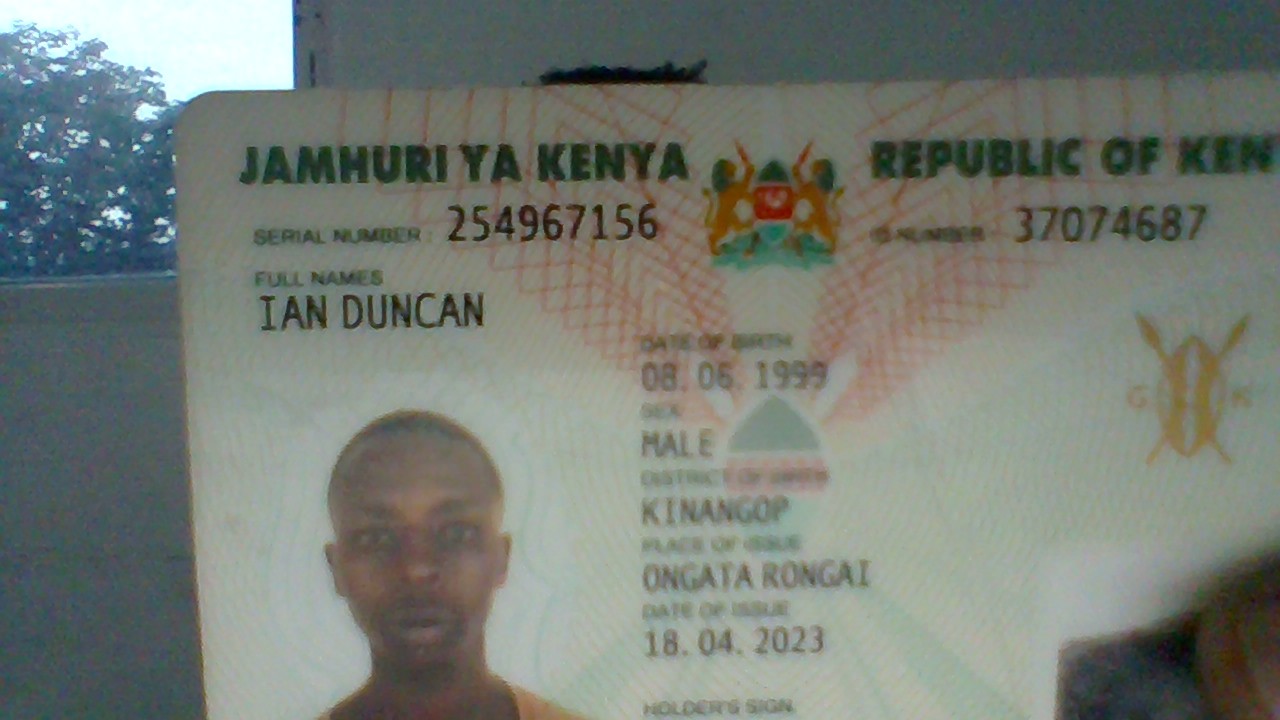 JAMHURI YA KENYA
REPUBLIC OF KEN
SERIAL NUMBER : 254967156
ID NUMBER 37074687
FULL NAMES
IAN DUNCAN
DATE OF BIRTH
08. 06. 1999
SEX
MALE
DISTRICT OF BIRTH
KINANGOP
PLACE OF ISSUE
ONGATA RONGAI
DATE OF ISSUE
18. 04. 2023
HOLDER'S SIGN.
G K